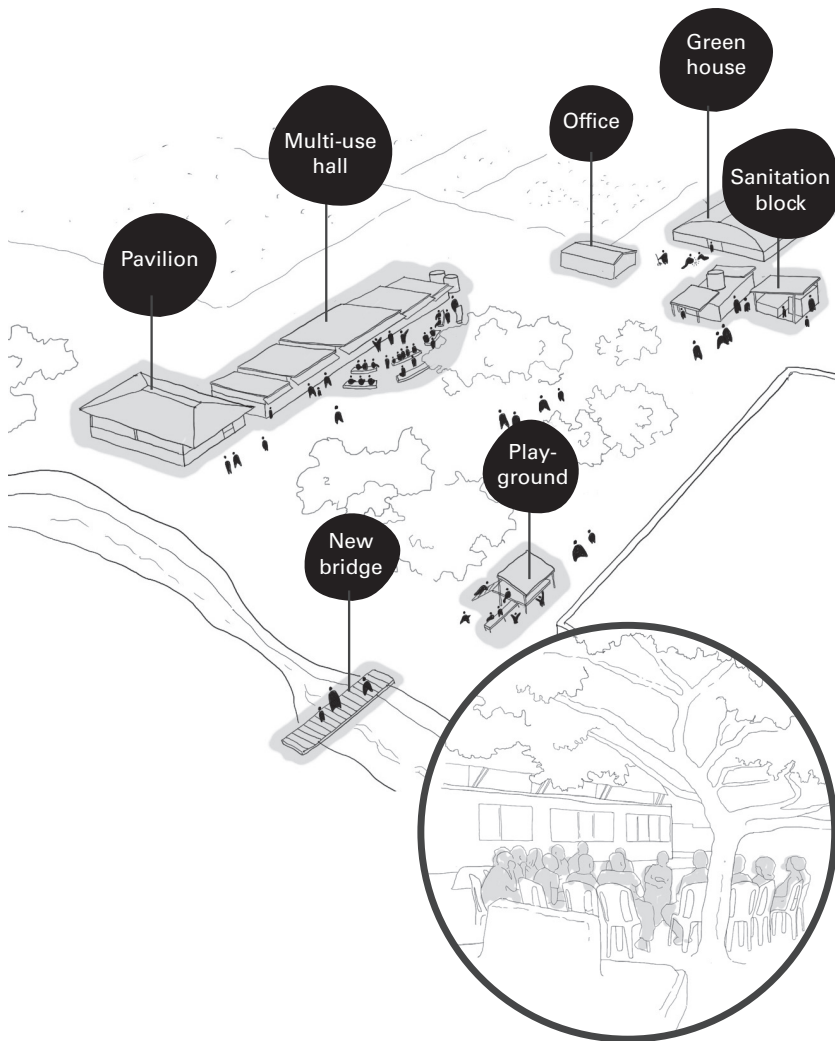 Green
house
Office
Multi-use
hall
Sanitation
block
Pavilion
Play-
ground
New
bridge